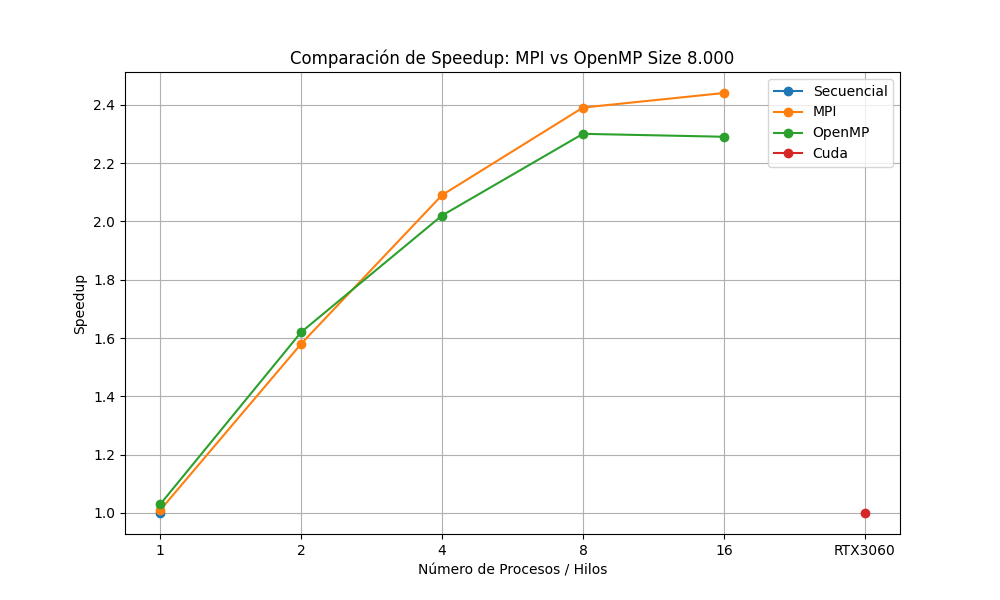 Comparación de Speedup: MPI vs OpenMP Size 8.000
Secuencial
MPI
OpenMP
Cuda
Speedup
2.4
2.2
2.0
1.8
1.6
1.4
1.2
1.0
1 2 4 8 16 RTX3060
Número de Procesos / Hilos